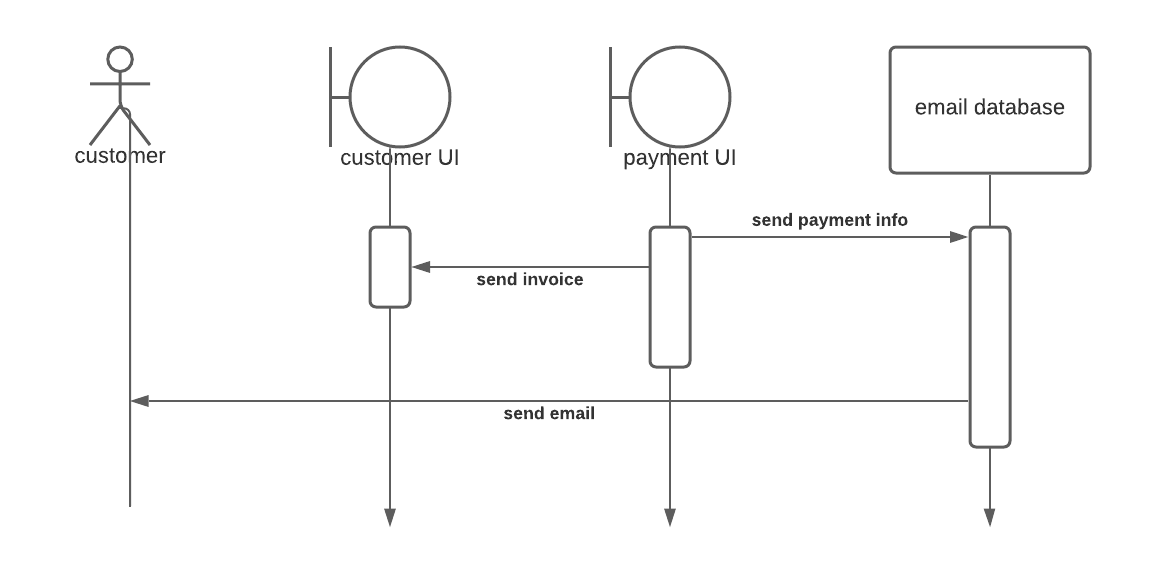 customer
customer UI
payment UI
email database
send payment info
send invoice
send email